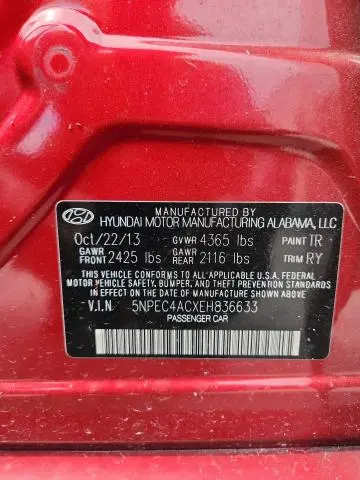 MANUFACTURED BY
HYUNDAI MOTOR MANUFACTURING ALABAMA, LLC
Oct/22/13 GVWR 4365 lbs PAINT TR
GAWR FRONT 2425 lbs GAWR REAR 2116 lbs TRIM RY
THIS VEHICLE CONFORMS TO ALL APPLICABLE FEDERAL
MOTOR VEHICLE SAFETY, BUMPER, AND THEFT PREVENTION
STANDARDS IN EFFECT ON THE DATE OF MANUFACTURE SHOWN ABOVE.
V.I.N. 5NPEC4ACXEH836633
PASSENGER CAR